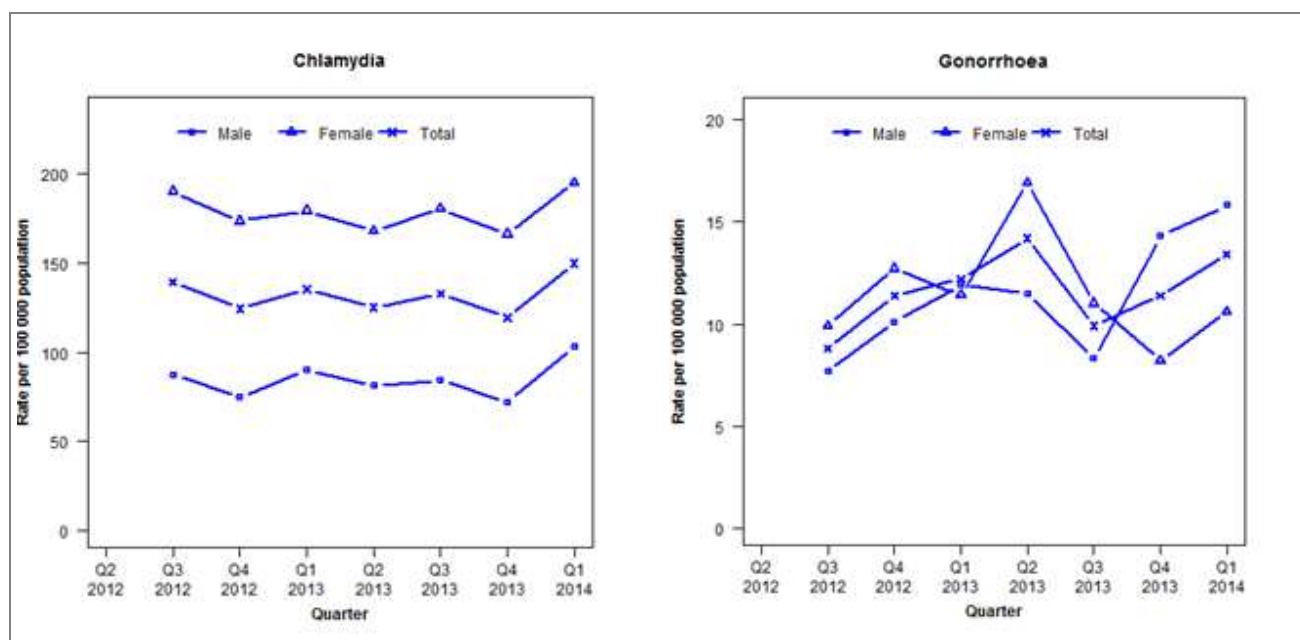 Chlamydia
Male Female Total
Rate per 100 000 population
200
150
100
50
0
Q2 Q3 Q4 Q1 Q2 Q3 Q4 Q1
2012 2012 2012 2013 2013 2013 2013 2014
Quarter
Gonorrhoea
Male Female Total
Rate per 100 000 population
20
15
10
5
0
Q2 Q3 Q4 Q1 Q2 Q3 Q4 Q1
2012 2012 2012 2013 2013 2013 2013 2014
Quarter